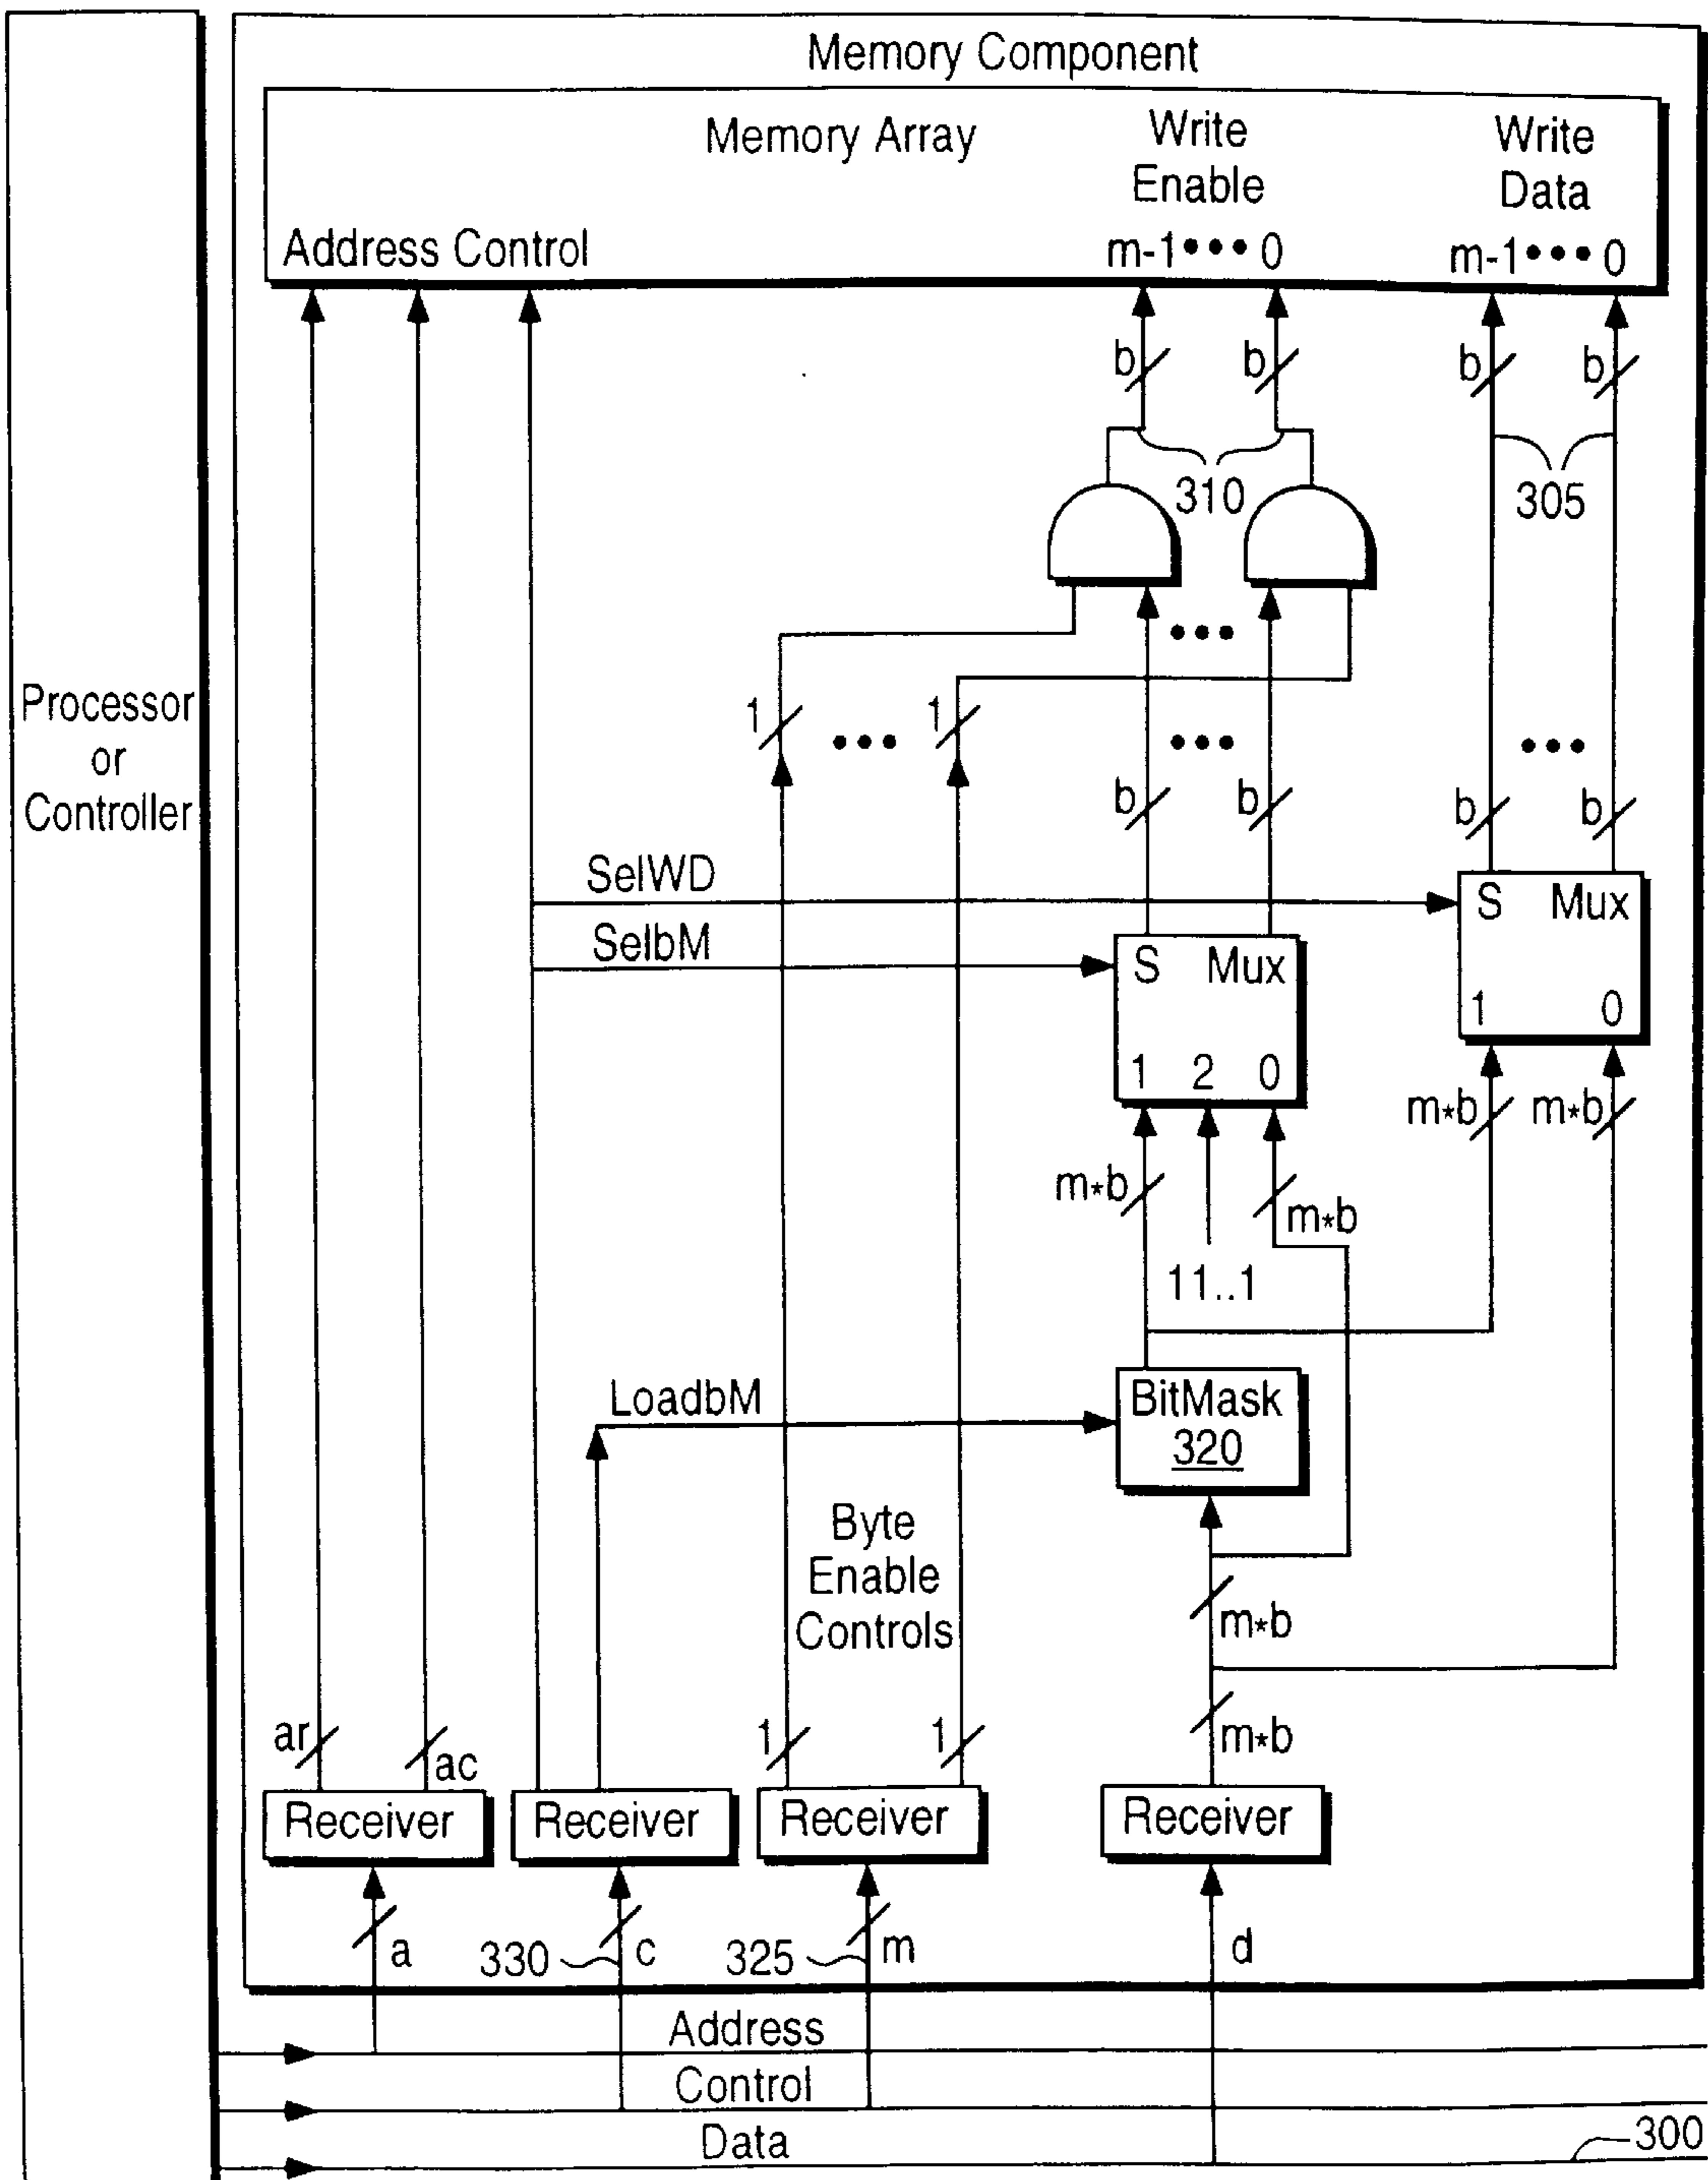 Memory Component
Memory Array
Write
Enable
Write
Data
Address Control
m-1••• 0
m-1••• 0
b
b
b
b
310
305
Processor
or
Controller
1
•••
1
•••
•••
•••
b
b
b
b
SelWD
S Mux
1 0
SelbM
S Mux
1 2 0
m*b
m*b
m*b
m*b
11..1
LoadbM
BitMask
320
Byte
Enable
Controls
m*b
m*b
ar
ac
1
1
Receiver
Receiver
Receiver
Receiver
a
330
c
325
m
d
Address
Control
Data
300